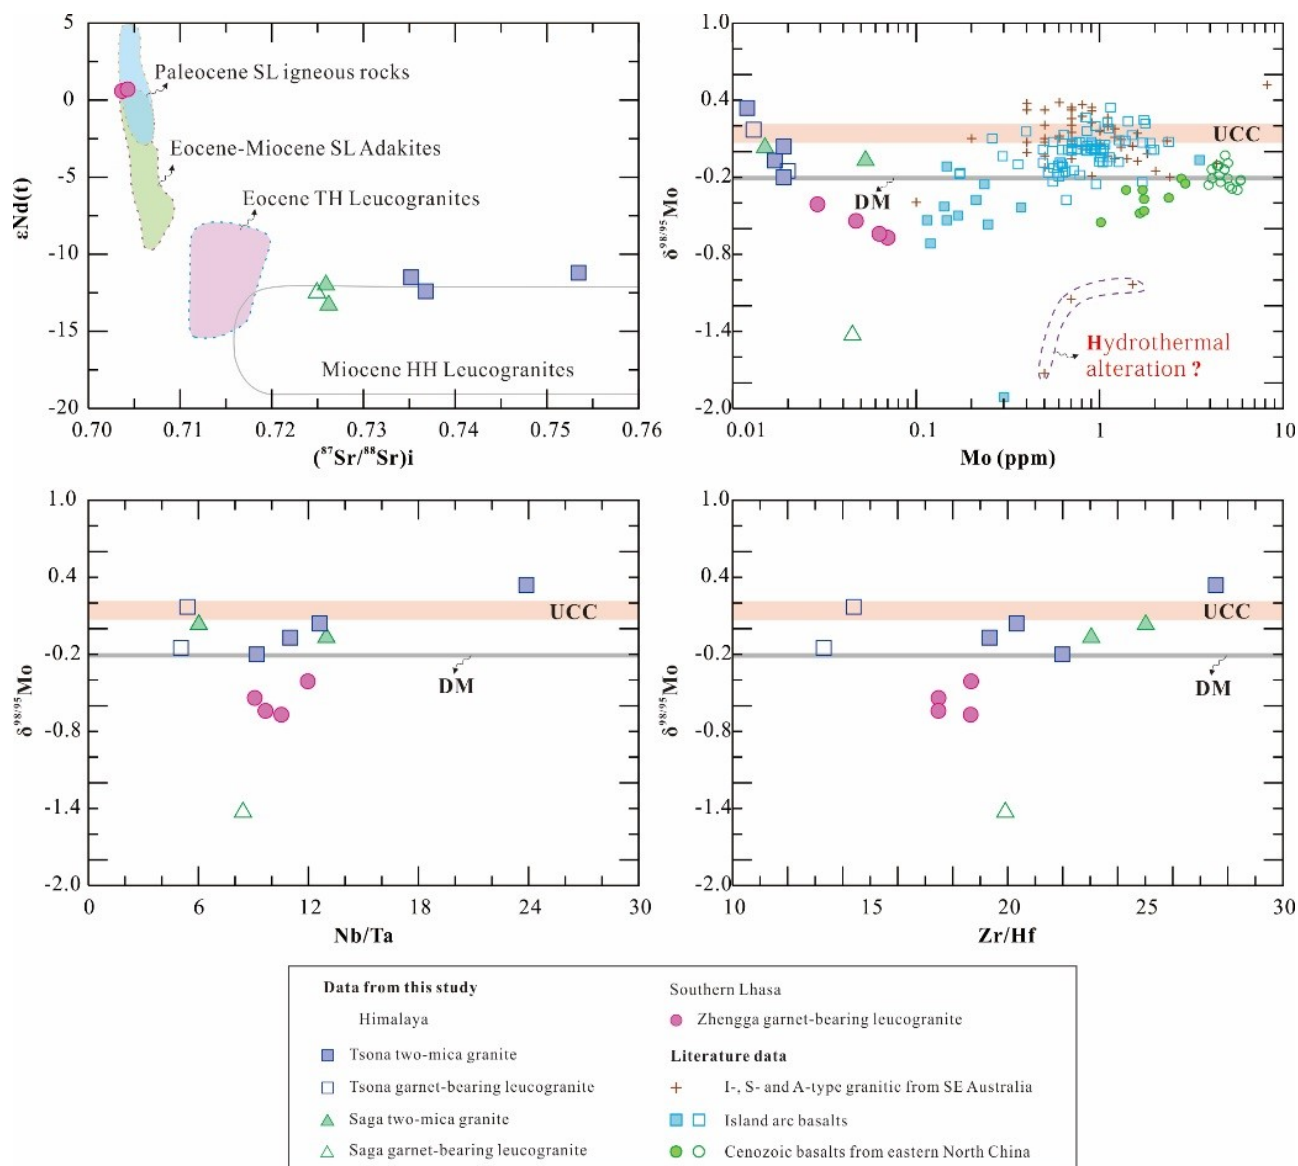 5
0
-5
-10
-15
-20
0.70
0.71
0.72
0.73
0.74
0.75
0.76
εNd(t)
(⁸⁷Sr/⁸⁸Sr)i
Paleocene SL igneous rocks
Eocene-Miocene SL Adakites
Eocene TH Leucogranites
Miocene HH Leucogranites
1.0
0.4
-0.2
-0.8
-1.4
-2.0
0.01
0.1
1
10
δ⁹⁸ᐟ⁹⁵Mo
Mo (ppm)
UCC
DM
Hydrothermal
alteration ?
1.0
0.4
-0.2
-0.8
-1.4
-2.0
0
6
12
18
24
30
δ⁹⁸ᐟ⁹⁵Mo
Nb/Ta
UCC
DM
1.0
0.4
-0.2
-0.8
-1.4
-2.0
10
15
20
25
30
δ⁹⁸ᐟ⁹⁵Mo
Zr/Hf
UCC
DM
Data from this study
Himalaya
Tsona two-mica granite
Tsona garnet-bearing leucogranite
Saga two-mica granite
Saga garnet-bearing leucogranite
Southern Lhasa
Zhengga garnet-bearing leucogranite
Literature data
I-, S- and A-type granitic from SE Australia
Island arc basalts
Cenozoic basalts from eastern North China